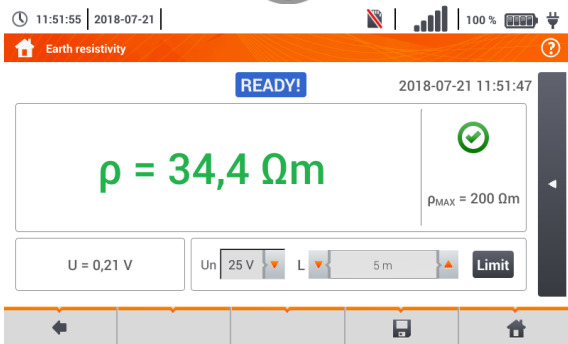 11:51:55 2018-07-21 100 %
Earth resistivity ?
READY! 2018-07-21 11:51:47
ρ = 34,4 Ωm
ρMAX = 200 Ωm
U = 0,21 V Un 25 V L 5 m Limit